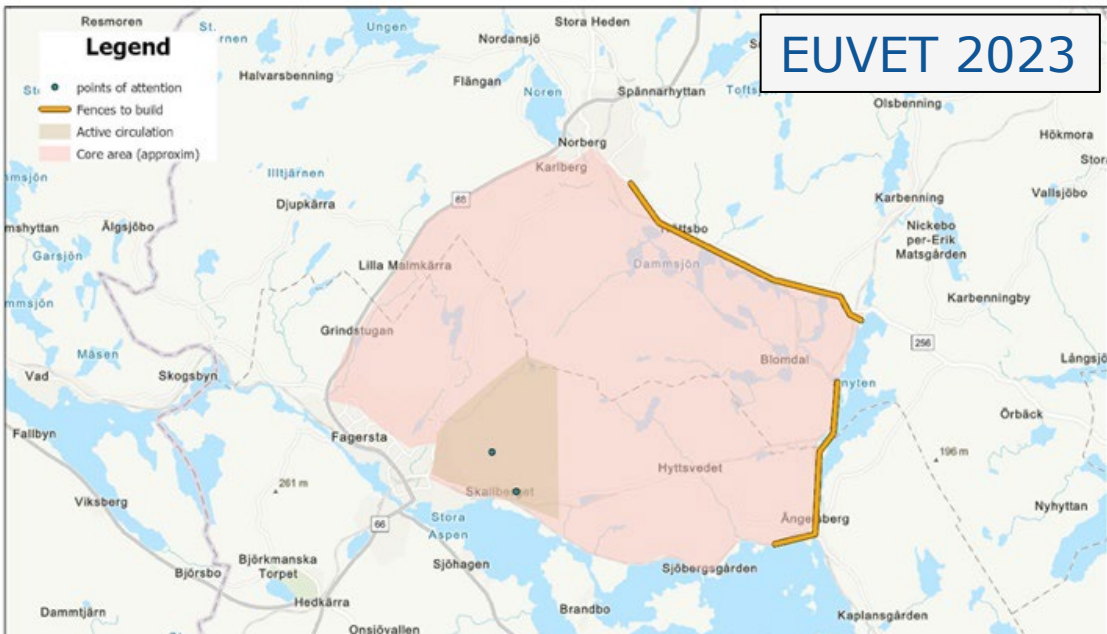 EUVET 2023
Legend
points of attention
Fences to build
Active circulation
Core area (approxim)
Resmoren
Ungen
Stora Heden
Nordansjö
Halvarsbenning
Flängan
Noren
Spännarhyttan
Olsbenning
Hökmora
Norberg
Karlberg
Vallsjöbo
Illtjärnen
Djupkärra
68
Karbenning
Älgsjöbo
Garsjön
Nickebo
per-Erik
Matsgården
Dammsjön
Lilla Malmkärra
Karbenningby
Grindstugan
256
Måsen
Blomdal
Vad
Skogsbyn
Örbäck
Fallbyn
Fagersta
196 m
Hyttsvedet
261 m
Viksberg
Nyhyttan
66
Stora
Aspen
Björkmanska
Torpet
Sjöhagen
Björsbo
Sjöbergsgården
Hedkärra
Brandbo
Dammtjärn
Kaplansgården
Onsjövallen